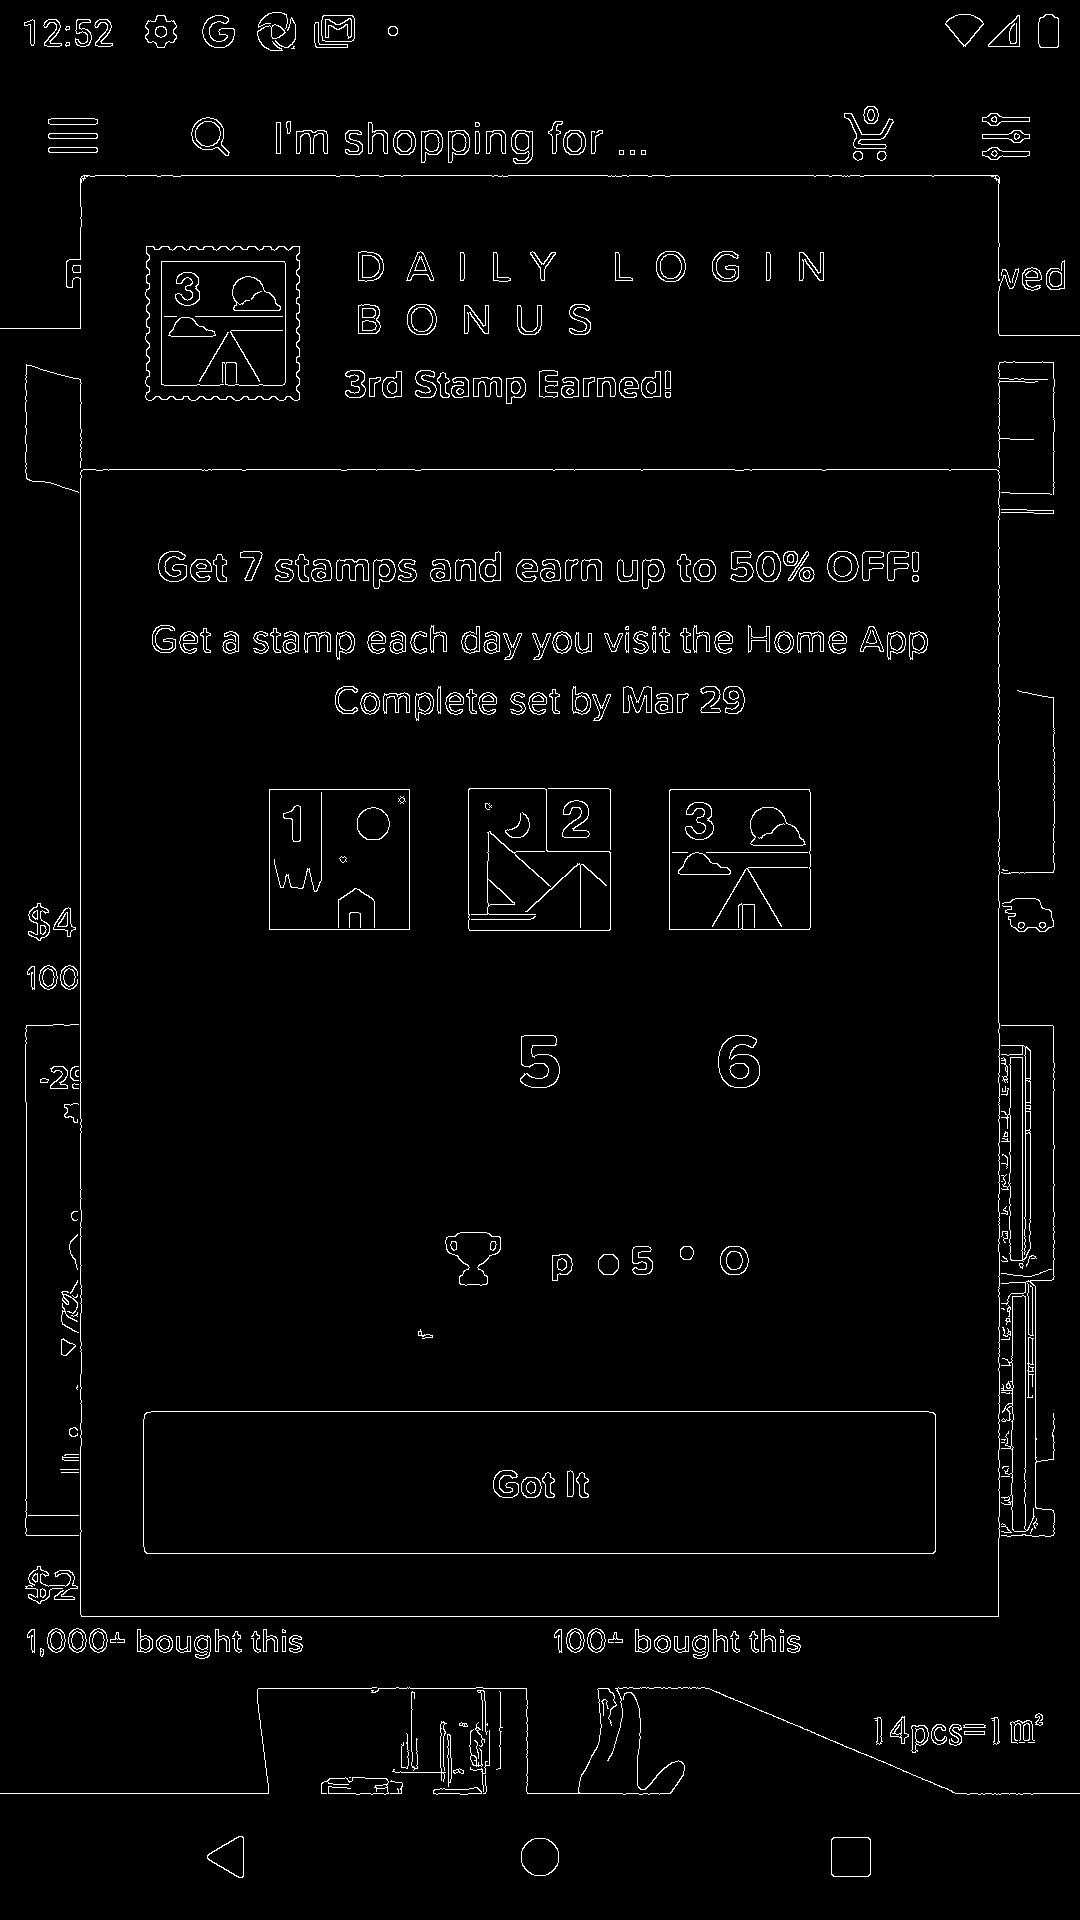 12:52
I'm shopping for ...
0
wed
3
DAILY LOGIN
BONUS
3rd Stamp Earned!
Get 7 stamps and earn up to 50% OFF!
Get a stamp each day you visit the Home App
Complete set by Mar 29
1 2 3
$4
100
5 6
-29
p 5 0
Got It
$2
1,000+ bought this
100+ bought this
14pcs=1m²